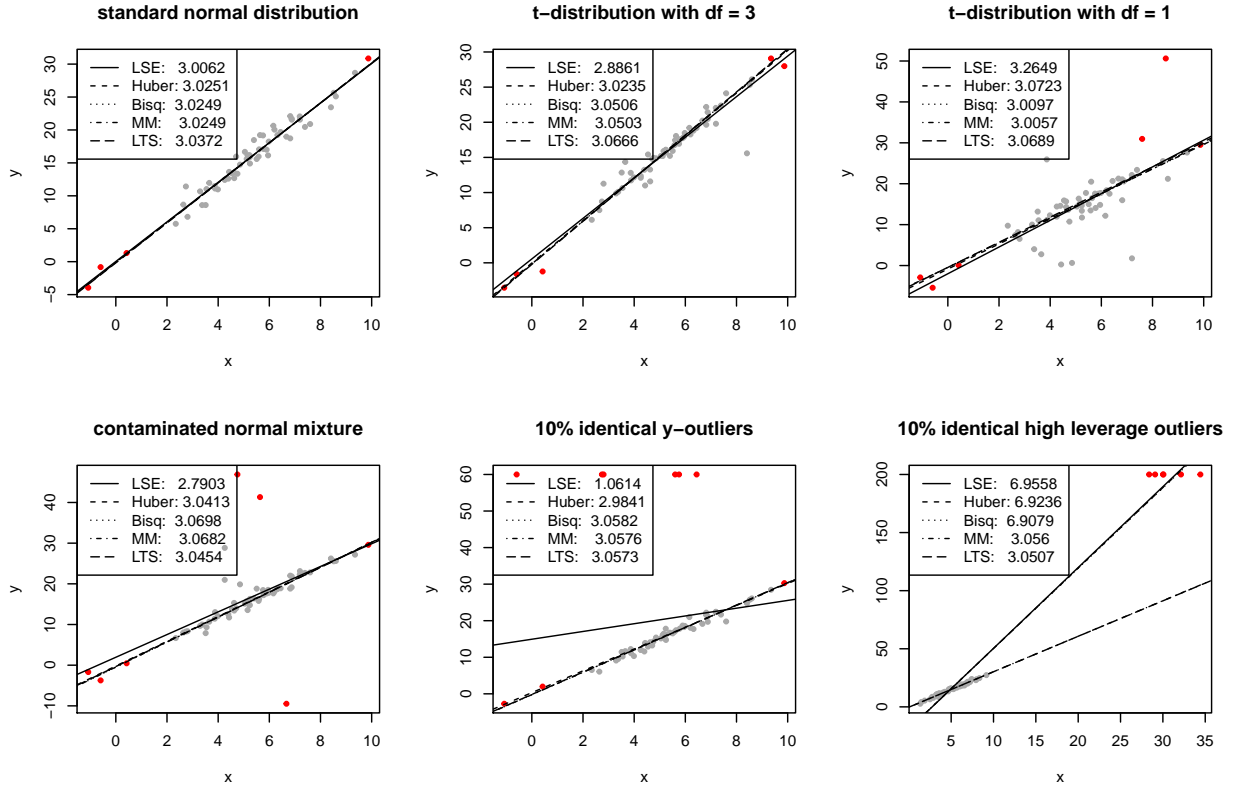 standard normal distribution
LSE: 3.0062
Huber: 3.0251
Bisq: 3.0249
MM: 3.0249
LTS: 3.0372
y
−5 0 5 10 15 20 25 30
0 2 4 6 8 10
x
t−distribution with df = 3
LSE: 2.8861
Huber: 3.0235
Bisq: 3.0506
MM: 3.0503
LTS: 3.0666
y
0 5 10 15 20 25 30
0 2 4 6 8 10
x
t−distribution with df = 1
LSE: 3.2649
Huber: 3.0723
Bisq: 3.0097
MM: 3.0057
LTS: 3.0689
y
0 10 20 30 40 50
0 2 4 6 8 10
x
contaminated normal mixture
LSE: 2.7903
Huber: 3.0413
Bisq: 3.0698
MM: 3.0682
LTS: 3.0454
y
−10 0 10 20 30 40
0 2 4 6 8 10
x
10% identical y−outliers
LSE: 1.0614
Huber: 2.9841
Bisq: 3.0582
MM: 3.0576
LTS: 3.0573
y
0 10 20 30 40 50 60
0 2 4 6 8 10
x
10% identical high leverage outliers
LSE: 6.9558
Huber: 6.9236
Bisq: 6.9079
MM: 3.056
LTS: 3.0507
y
0 50 100 150 200
5 10 15 20 25 30 35
x